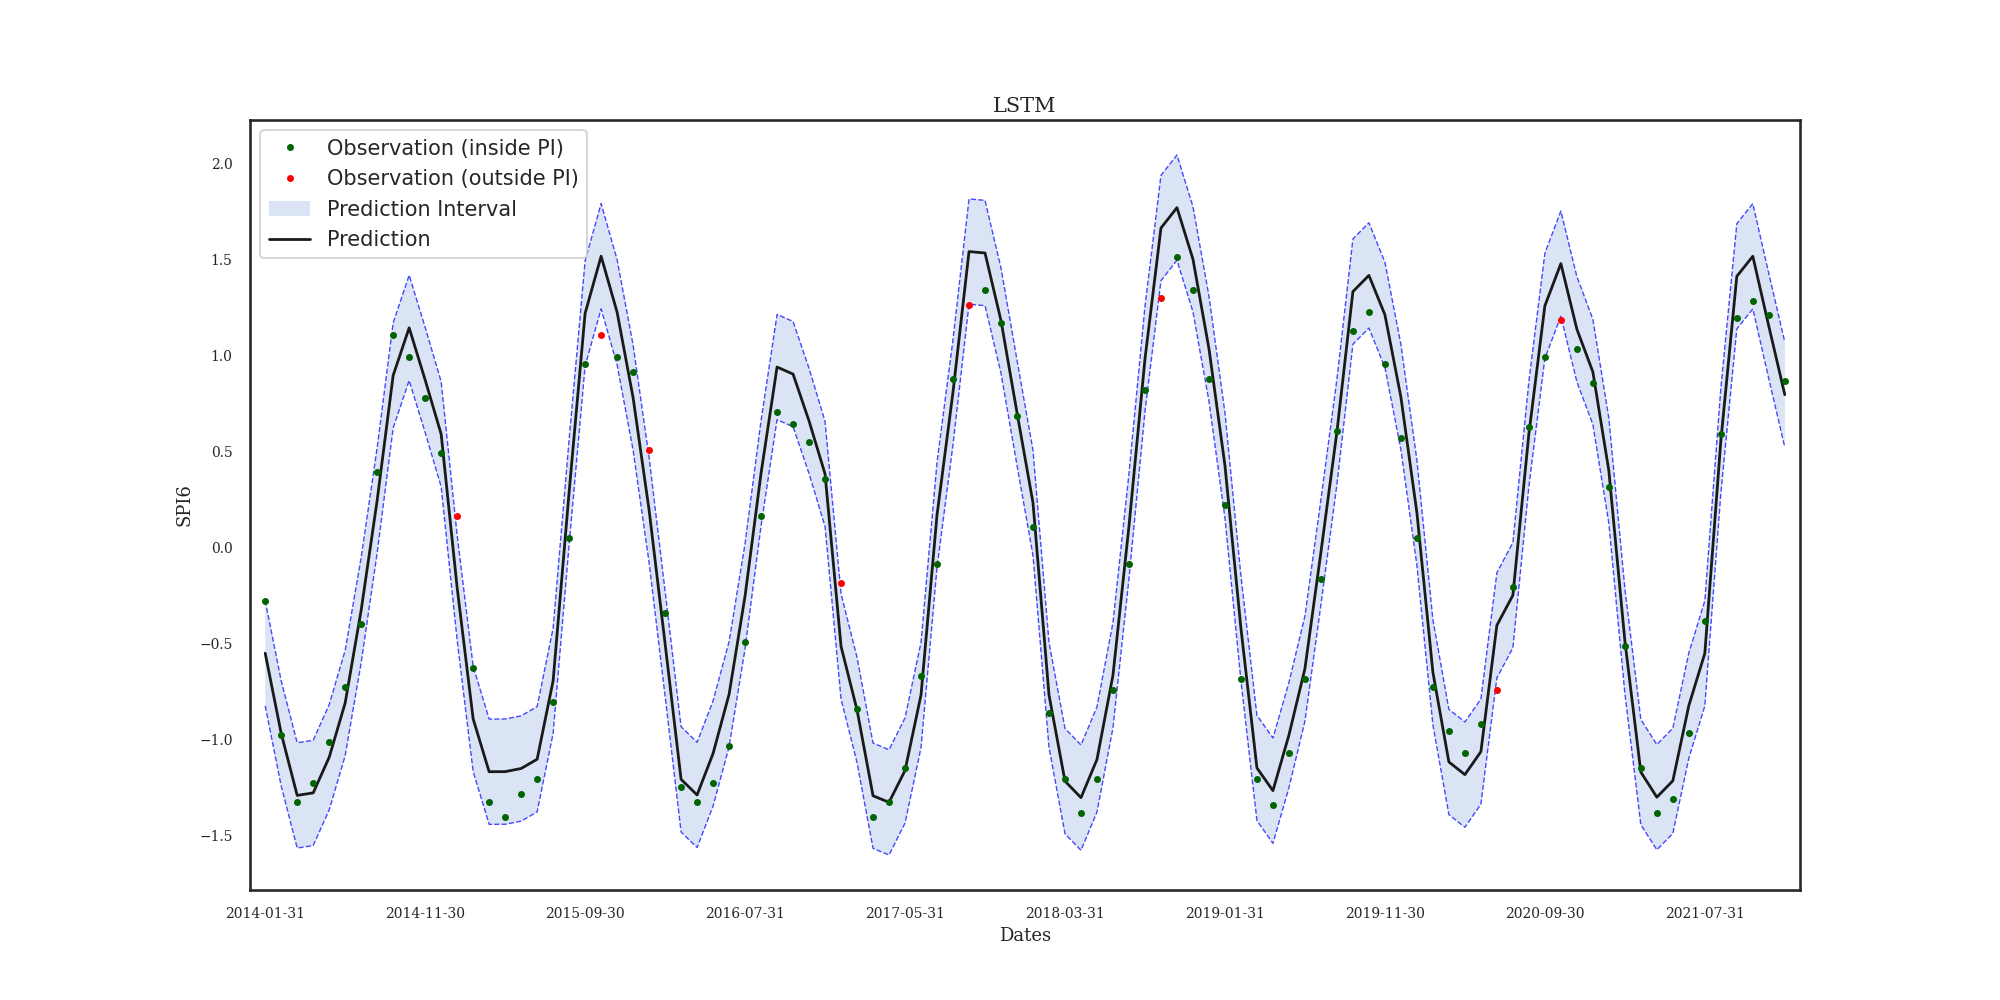 LSTM
Observation (inside PI)
Observation (outside PI)
Prediction Interval
Prediction
2.0
1.5
1.0
0.5
0.0
−0.5
−1.0
−1.5
SPI6
2014-01-31 2014-11-30 2015-09-30 2016-07-31 2017-05-31 2018-03-31 2019-01-31 2019-11-30 2020-09-30 2021-07-31
Dates